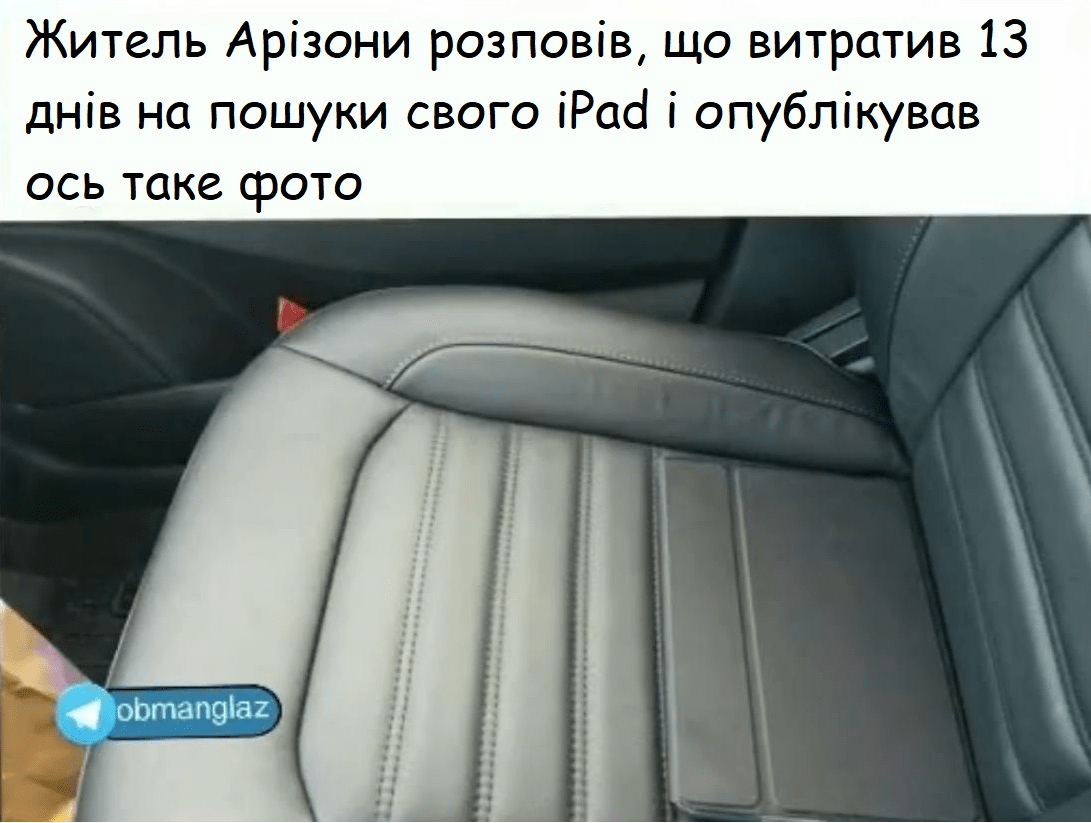 Житель Арізони розповів, що витратив 13
днів на пошуки свого iPad і опублікував
ось таке фото
obmanglaz